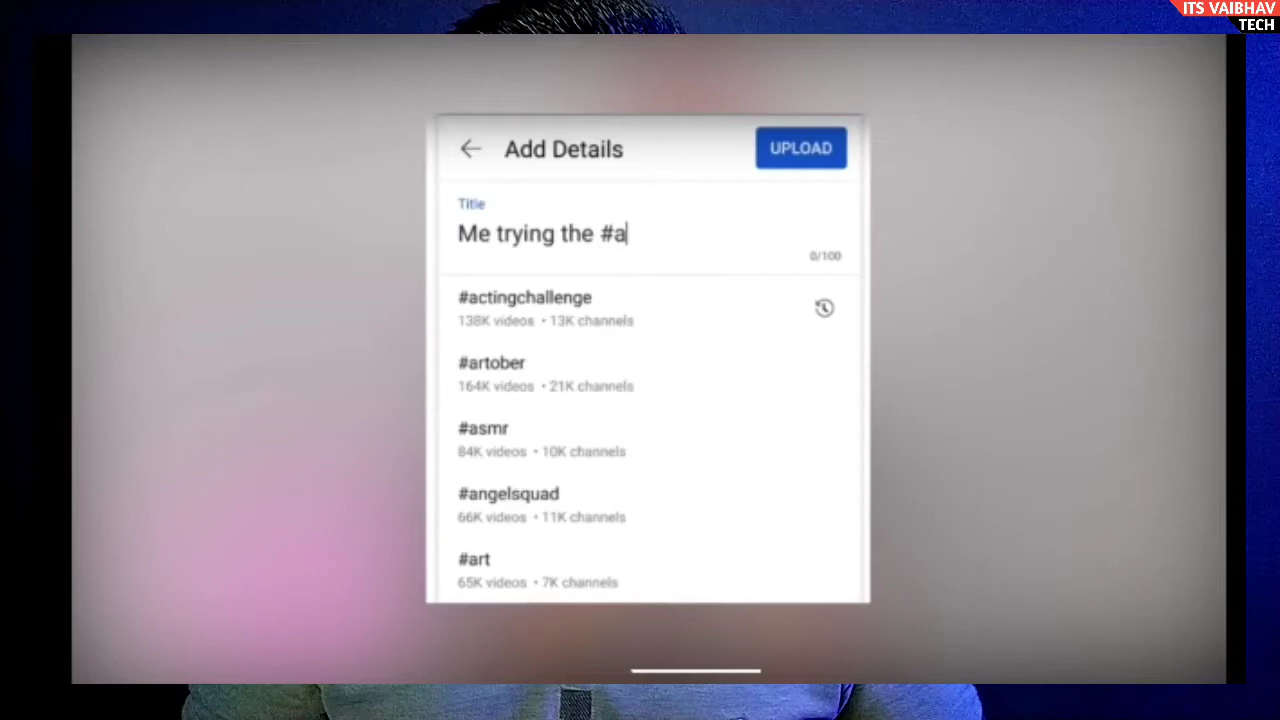 ITS VAIBHAV
TECH
Add Details
UPLOAD
Title
Me trying the #a
0/100
#actingchallenge
138K videos • 13K channels
#artober
164K videos • 21K channels
#asmr
84K videos • 10K channels
#angelsquad
66K videos • 11K channels
#art
65K videos • 7K channels